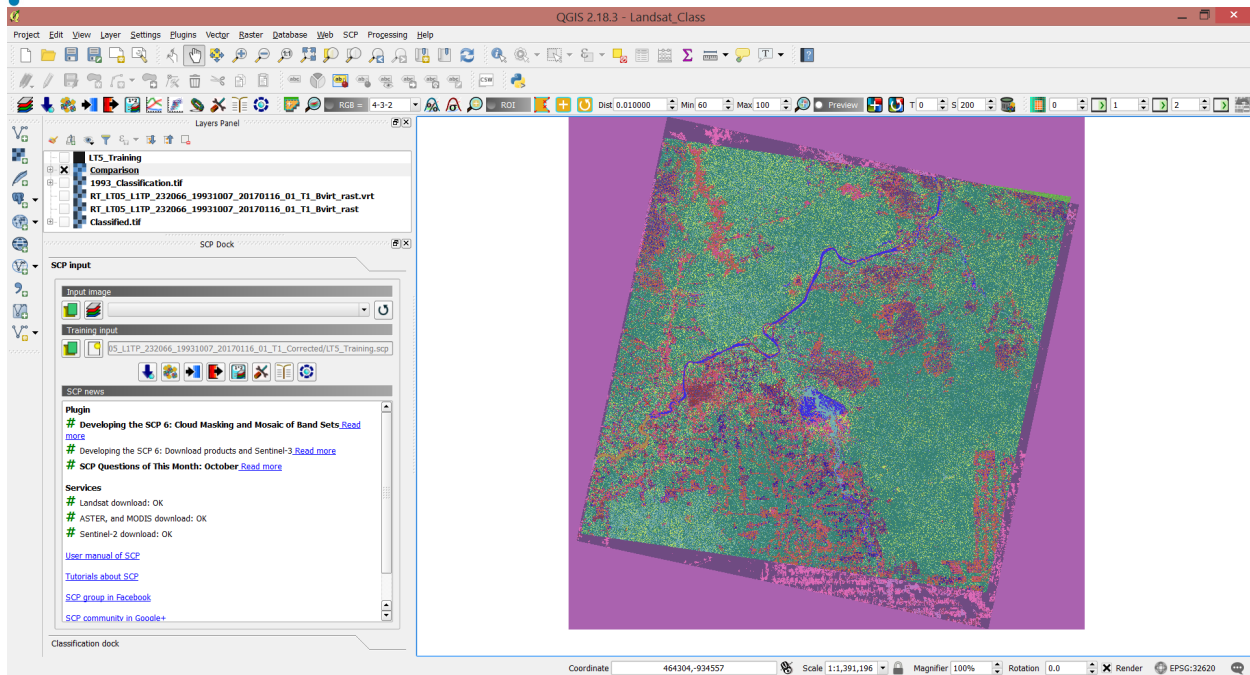 QGIS 2.18.3 - Landsat_Class
Project Edit View Layer Settings Plugins Vector Raster Database Web SCP Processing Help
RGB = 4-3-2 ROI Dist 0.010000 Min 60 Max 100 Preview T 0 S 200 0 1 2
Layers Panel
LT5_Training
Comparison
1993_Classification.tif
RT_LT05_L1TP_232066_19931007_20170116_01_T1_Bvirt_rast.vrt
RT_LT05_L1TP_232066_19931007_20170116_01_T1_Bvirt_rast
Classified.tif
SCP Dock
SCP input
Input image
Training input
05_L1TP_232066_19931007_20170116_01_T1_Corrected/LT5_Training.scp
SCP news
Plugin
# Developing the SCP 6: Cloud Masking and Mosaic of Band Sets Read
more
# Developing the SCP 6: Download products and Sentinel-3 Read more
# SCP Questions of This Month: October Read more
Services
# Landsat download: OK
# ASTER, and MODIS download: OK
# Sentinel-2 download: OK
User manual of SCP
Tutorials about SCP
SCP group in Facebook
SCP community in Google+
Classification dock
Coordinate 464304,-934557 Scale 1:1,391,196 Magnifier 100% Rotation 0.0 Render EPSG:32620